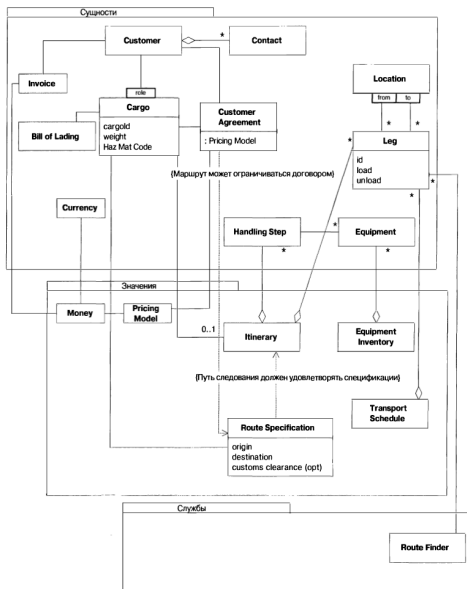 Сущности
Customer
*
Contact
Invoice
Location
role
from
to
Cargo
cargoId
weight
Haz Mat Code
Customer
Agreement
: Pricing Model
*
*
Bill of Lading
*
Leg
id
load
unload
*
*
{Маршрут может ограничиваться договором}
Currency
Handling Step
*
*
Equipment
*
Значения
Money
Pricing
Model
0..1
Itinerary
Equipment
Inventory
{Путь следования должен удовлетворять спецификации}
Transport
Schedule
Route Specification
origin
destination
customs clearance (opt)
Службы
Route Finder